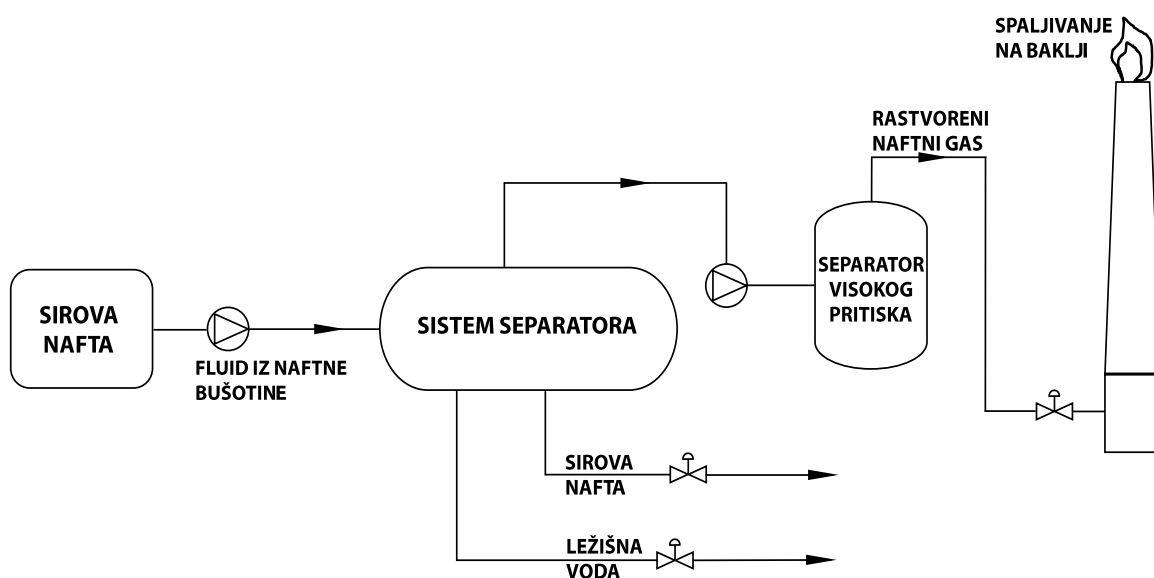 SPALJIVANJE
NA BAKLJI
RASTVORENI
NAFTNI GAS
SEPARATOR
VISOKOG
PRITISKA
SIROVA
NAFTA
SISTEM SEPARATORA
FLUID IZ NAFTNE
BUŠOTINE
SIROVA
NAFTA
LEŽIŠNA
VODA